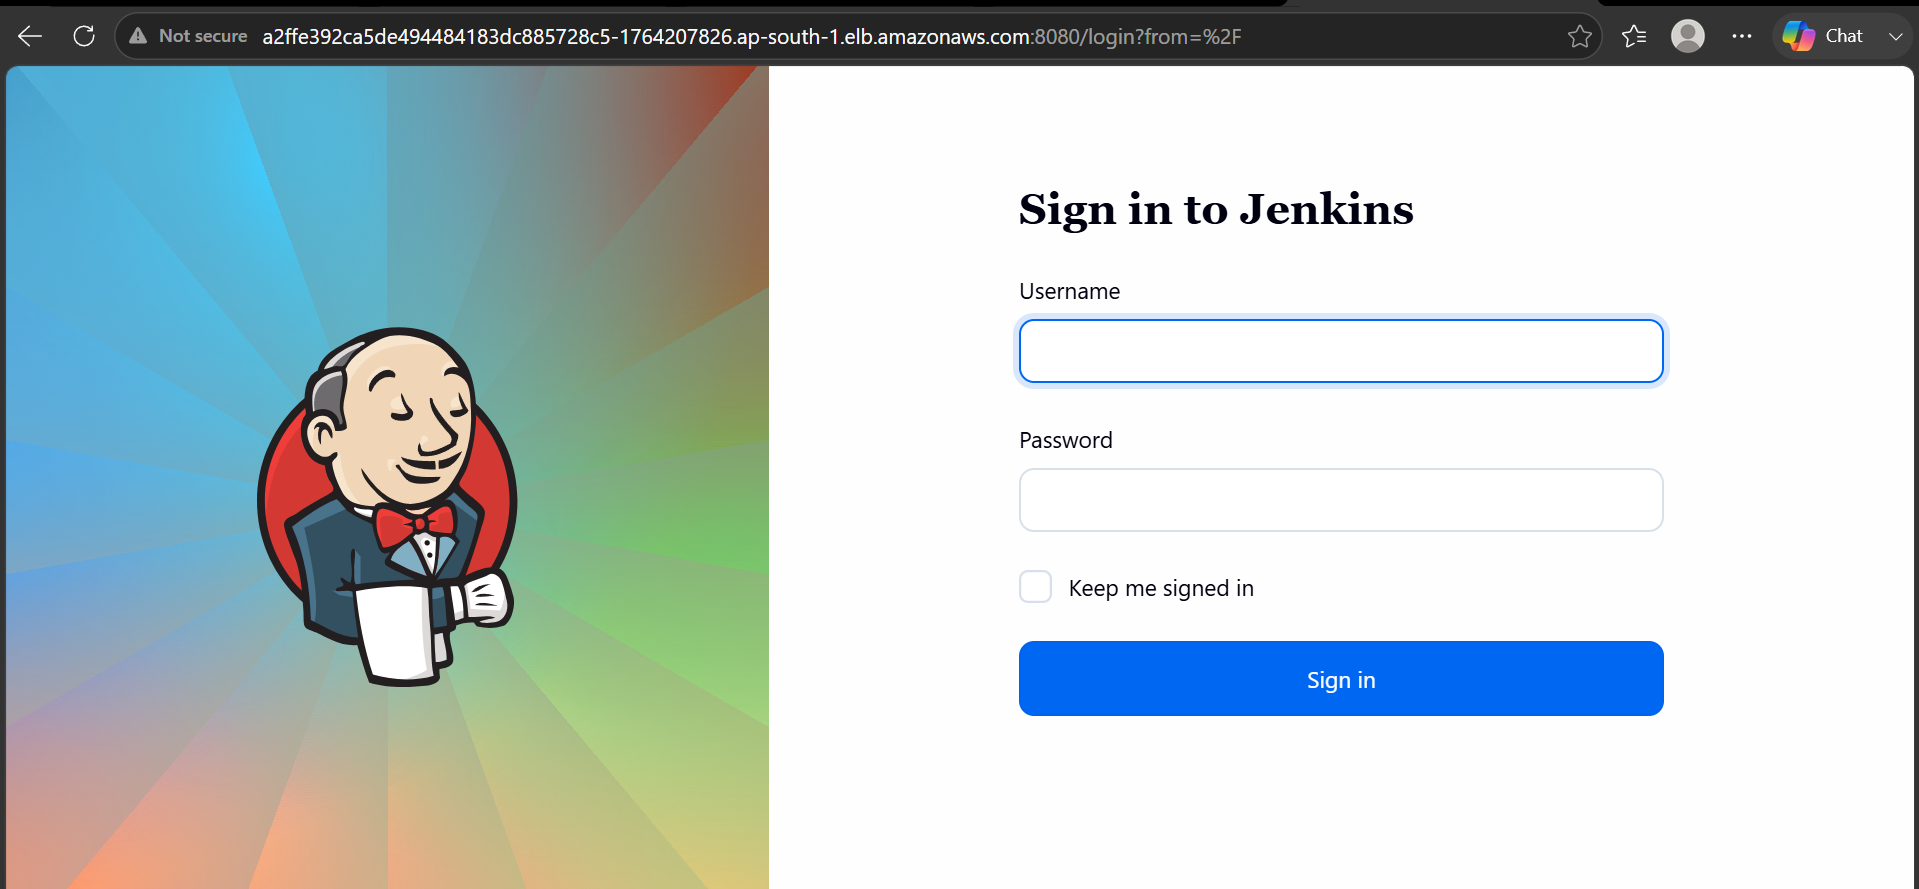 Not secure a2ffe392ca5de494484183dc885728c5-1764207826.ap-south-1.elb.amazonaws.com:8080/login?from=%2F
Chat
Sign in to Jenkins
Username
Password
Keep me signed in
Sign in